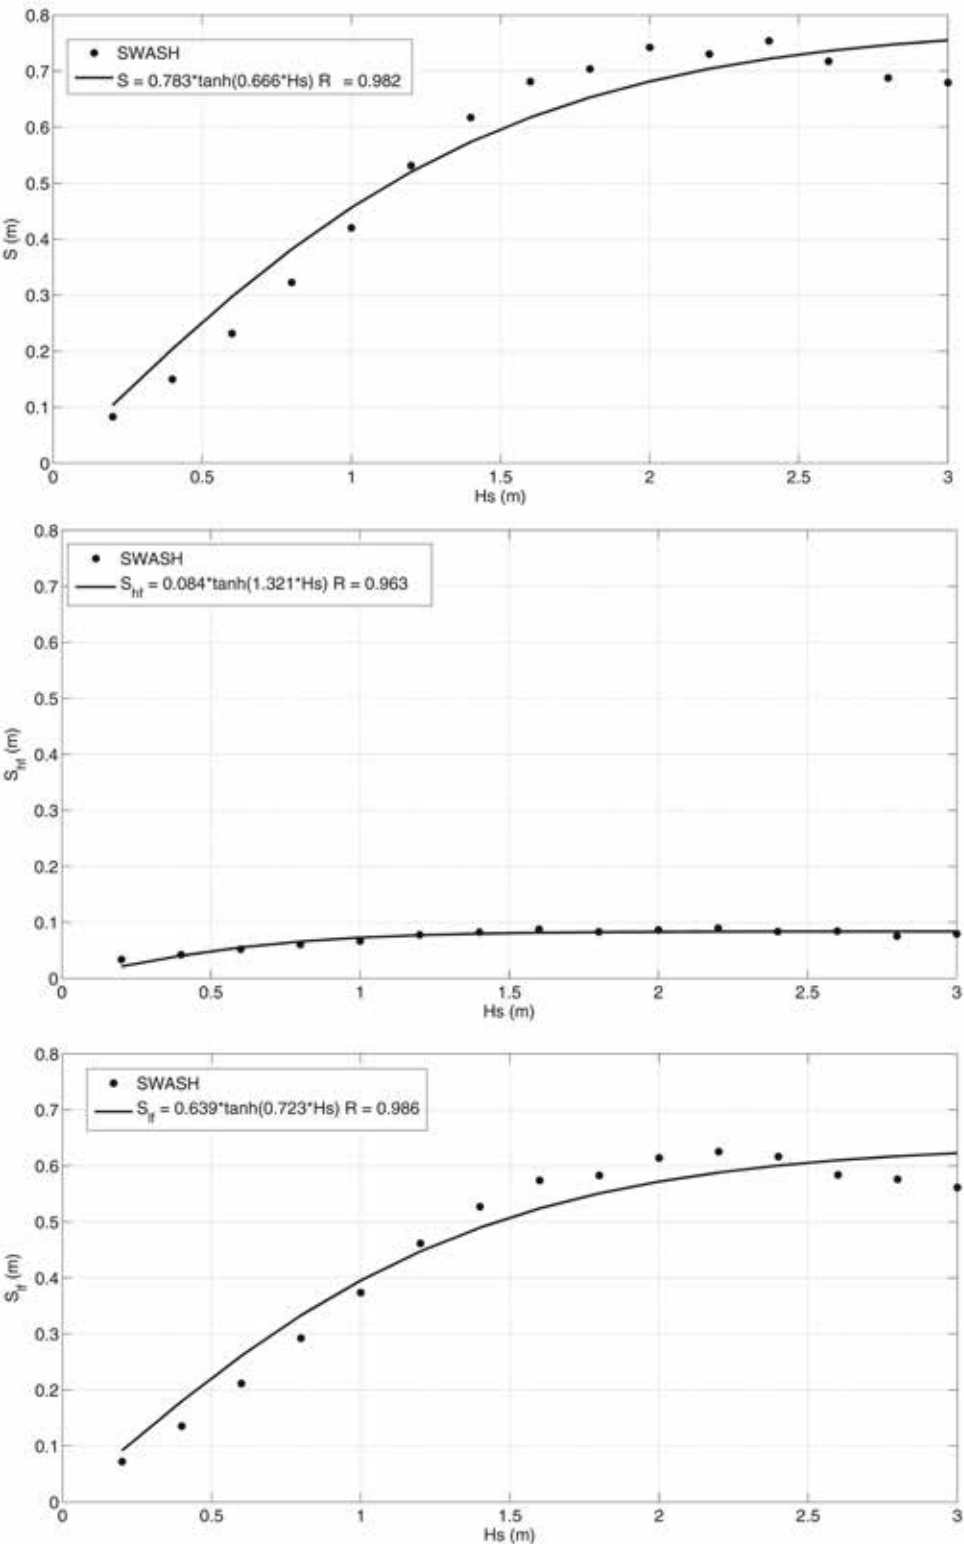 0.8
SWASH
S = 0.783*tanh(0.666*Hs) R = 0.982
0.7
0.6
0.5
0.4
0.3
0.2
0.1
0
S (m)
0 0.5 1 1.5 2 2.5 3
Hs (m)
0.8
SWASH
Shf = 0.084*tanh(1.321*Hs) R = 0.963
0.7
0.6
0.5
0.4
0.3
0.2
0.1
0
Shf (m)
0 0.5 1 1.5 2 2.5 3
Hs (m)
0.8
SWASH
Slf = 0.639*tanh(0.723*Hs) R = 0.986
0.7
0.6
0.5
0.4
0.3
0.2
0.1
0
Slf (m)
0 0.5 1 1.5 2 2.5 3
Hs (m)